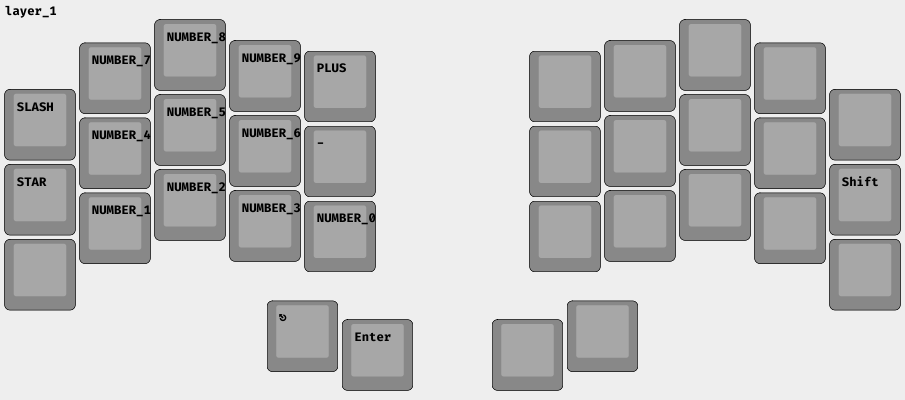 layer_1
SLASH
NUMBER_7
NUMBER_8
NUMBER_9
PLUS
STAR
NUMBER_4
NUMBER_5
NUMBER_6
-
Shift
NUMBER_1
NUMBER_2
NUMBER_3
NUMBER_0
⎋
Enter